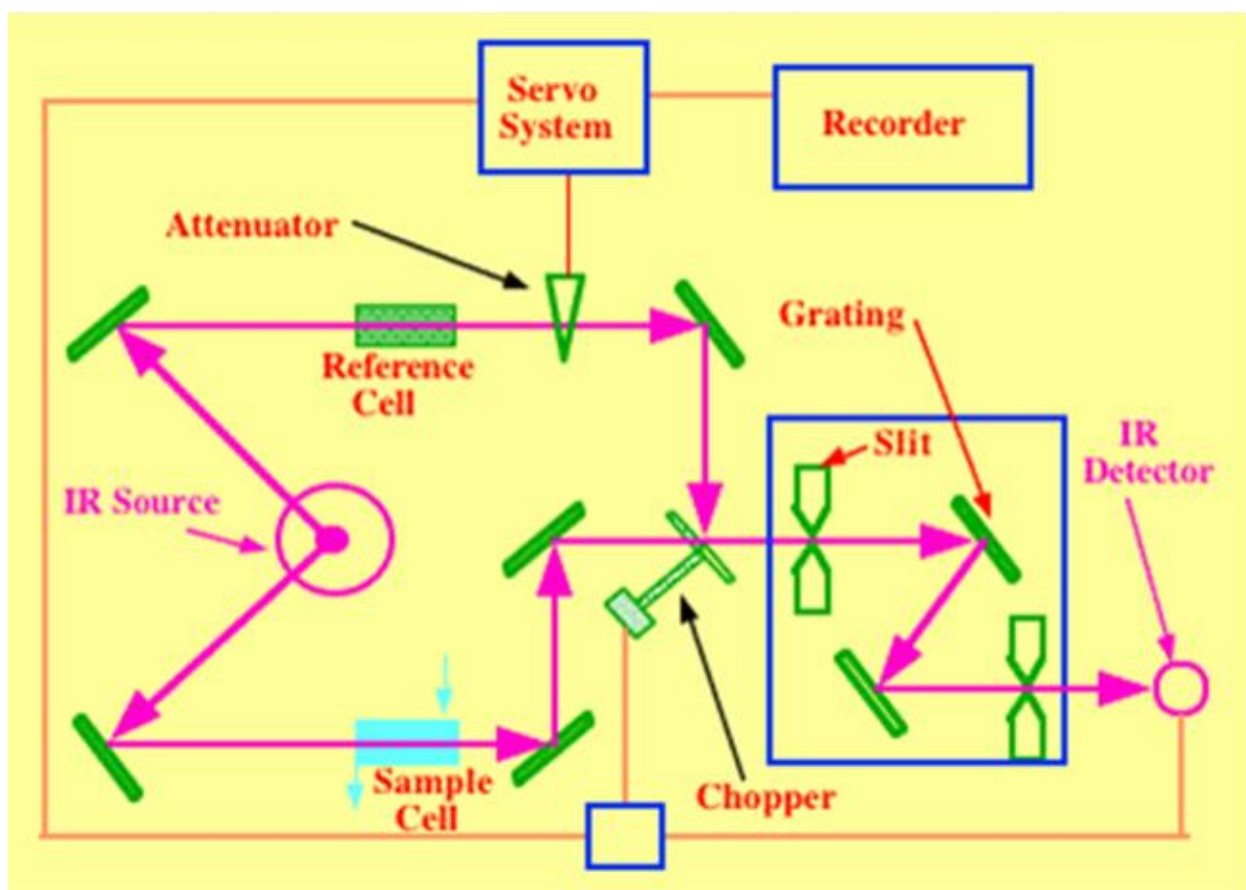 Servo
System
Recorder
Attenuator
Grating
Reference
Cell
Slit
IR
Detector
IR Source
Sample
Cell
Chopper